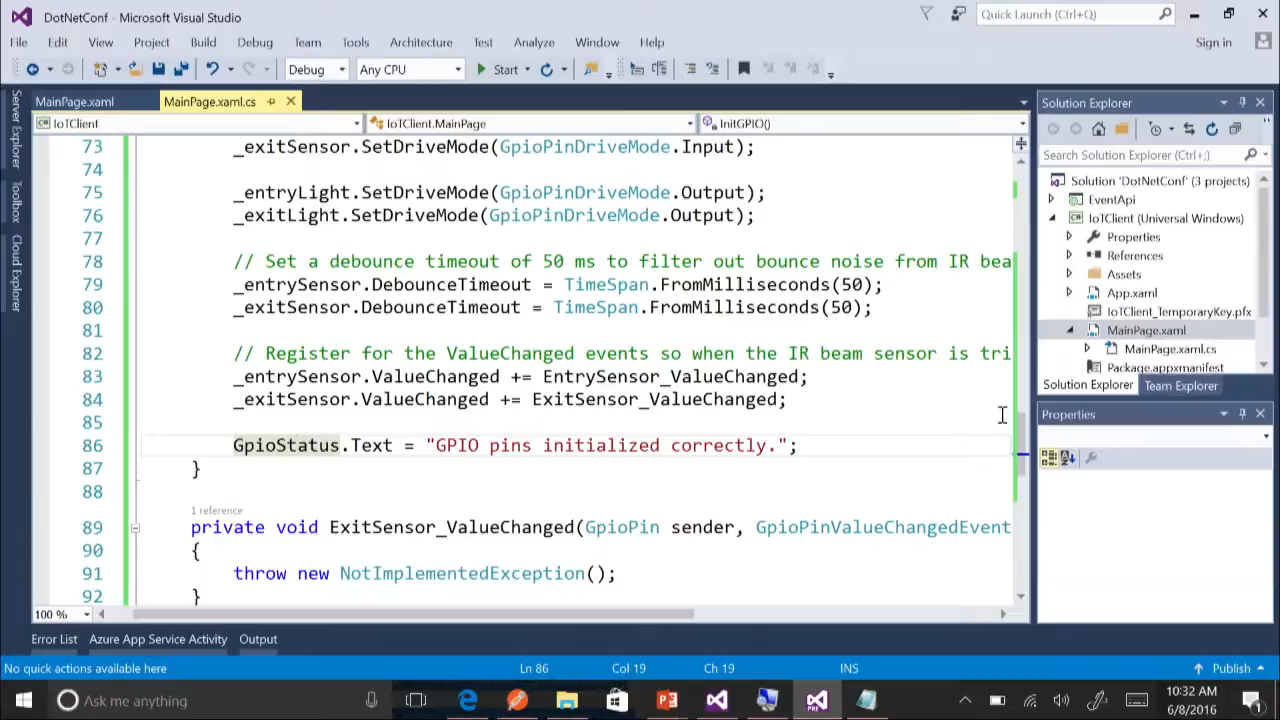 DotNetConf - Microsoft Visual Studio
Quick Launch (Ctrl+Q)
File Edit View Project Build Debug Team Tools Architecture Test Analyze Window Help
Sign in
Debug Any CPU Start
Server Explorer
Toolbox
Cloud Explorer
MainPage.xaml MainPage.xaml.cs
IoTClient IoTClient.MainPage InitGPIO()
73 _exitSensor.SetDriveMode(GpioPinDriveMode.Input);
74
75 _entryLight.SetDriveMode(GpioPinDriveMode.Output);
76 _exitLight.SetDriveMode(GpioPinDriveMode.Output);
77
78 // Set a debounce timeout of 50 ms to filter out bounce noise from IR bea
79 _entrySensor.DebounceTimeout = TimeSpan.FromMilliseconds(50);
80 _exitSensor.DebounceTimeout = TimeSpan.FromMilliseconds(50);
81
82 // Register for the ValueChanged events so when the IR beam sensor is tri
83 _entrySensor.ValueChanged += EntrySensor_ValueChanged;
84 _exitSensor.ValueChanged += ExitSensor_ValueChanged;
85
86 GpioStatus.Text = "GPIO pins initialized correctly.";
87 }
88
1 reference
89 private void ExitSensor_ValueChanged(GpioPin sender, GpioPinValueChangedEvent
90 {
91 throw new NotImplementedException();
92 }
100 %
Solution Explorer
Search Solution Explorer (Ctrl+;)
Solution 'DotNetConf' (3 projects)
EventApi
IoTClient (Universal Windows)
Properties
References
Assets
App.xaml
IoTClient_TemporaryKey.pfx
MainPage.xaml
MainPage.xaml.cs
Package.appxmanifest
Solution Explorer Team Explorer
Properties
Error List Azure App Service Activity Output
No quick actions available here Ln 86 Col 19 Ch 19 INS Publish
Ask me anything
10:32 AM
6/8/2016